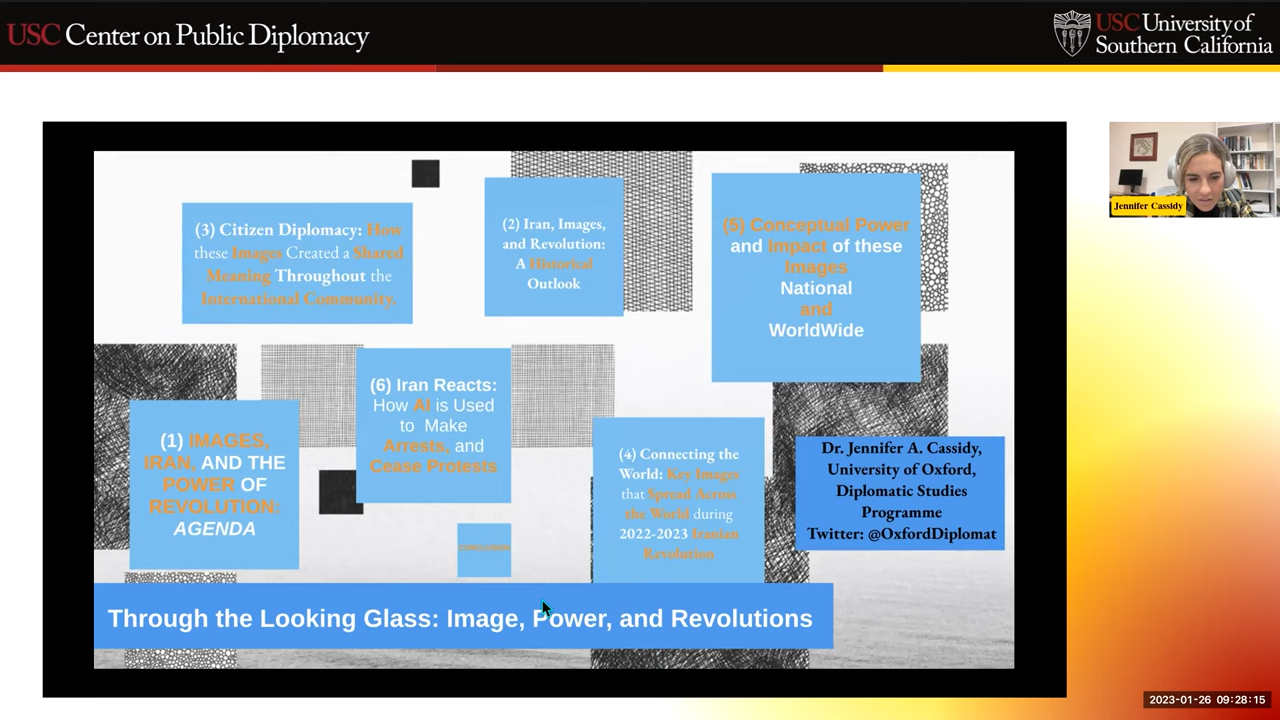 USC Center on Public Diplomacy
USC University of
Southern California
(3) Citizen Diplomacy: How
these Images Created a Shared
Meaning Throughout the
International Community.
(2) Iran, Images,
and Revolution:
A Historical
Outlook
(5) Conceptual Power
and Impact of these
Images
National
and
WorldWide
Jennifer Cassidy
(1) IMAGES,
IRAN, AND THE
POWER OF
REVOLUTION:
AGENDA
(6) Iran Reacts:
How AI is Used
to Make
Arrests, and
Cease Protests
(4) Connecting the
World: Key Images
that Spread Across
the World during
2022-2023 Iranian
Revolution
Dr. Jennifer A. Cassidy,
University of Oxford,
Diplomatic Studies
Programme
Twitter: @OxfordDiplomat
Through the Looking Glass: Image, Power, and Revolutions
2023-01-26 09:28:15